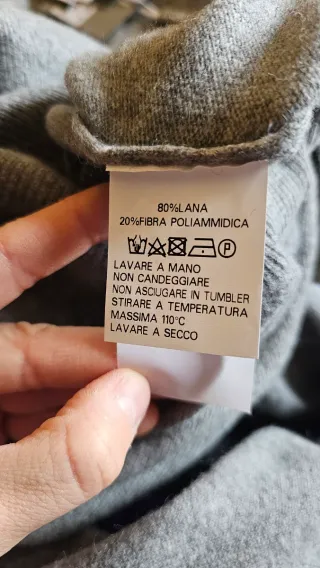 80%LANA
20%FIBRA POLIAMMIDICA
P
LAVARE A MANO
NON CANDEGGIARE
NON ASCIUGARE IN TUMBLER
STIRARE A TEMPERATURA
MASSIMA 110°C
LAVARE A SECCO